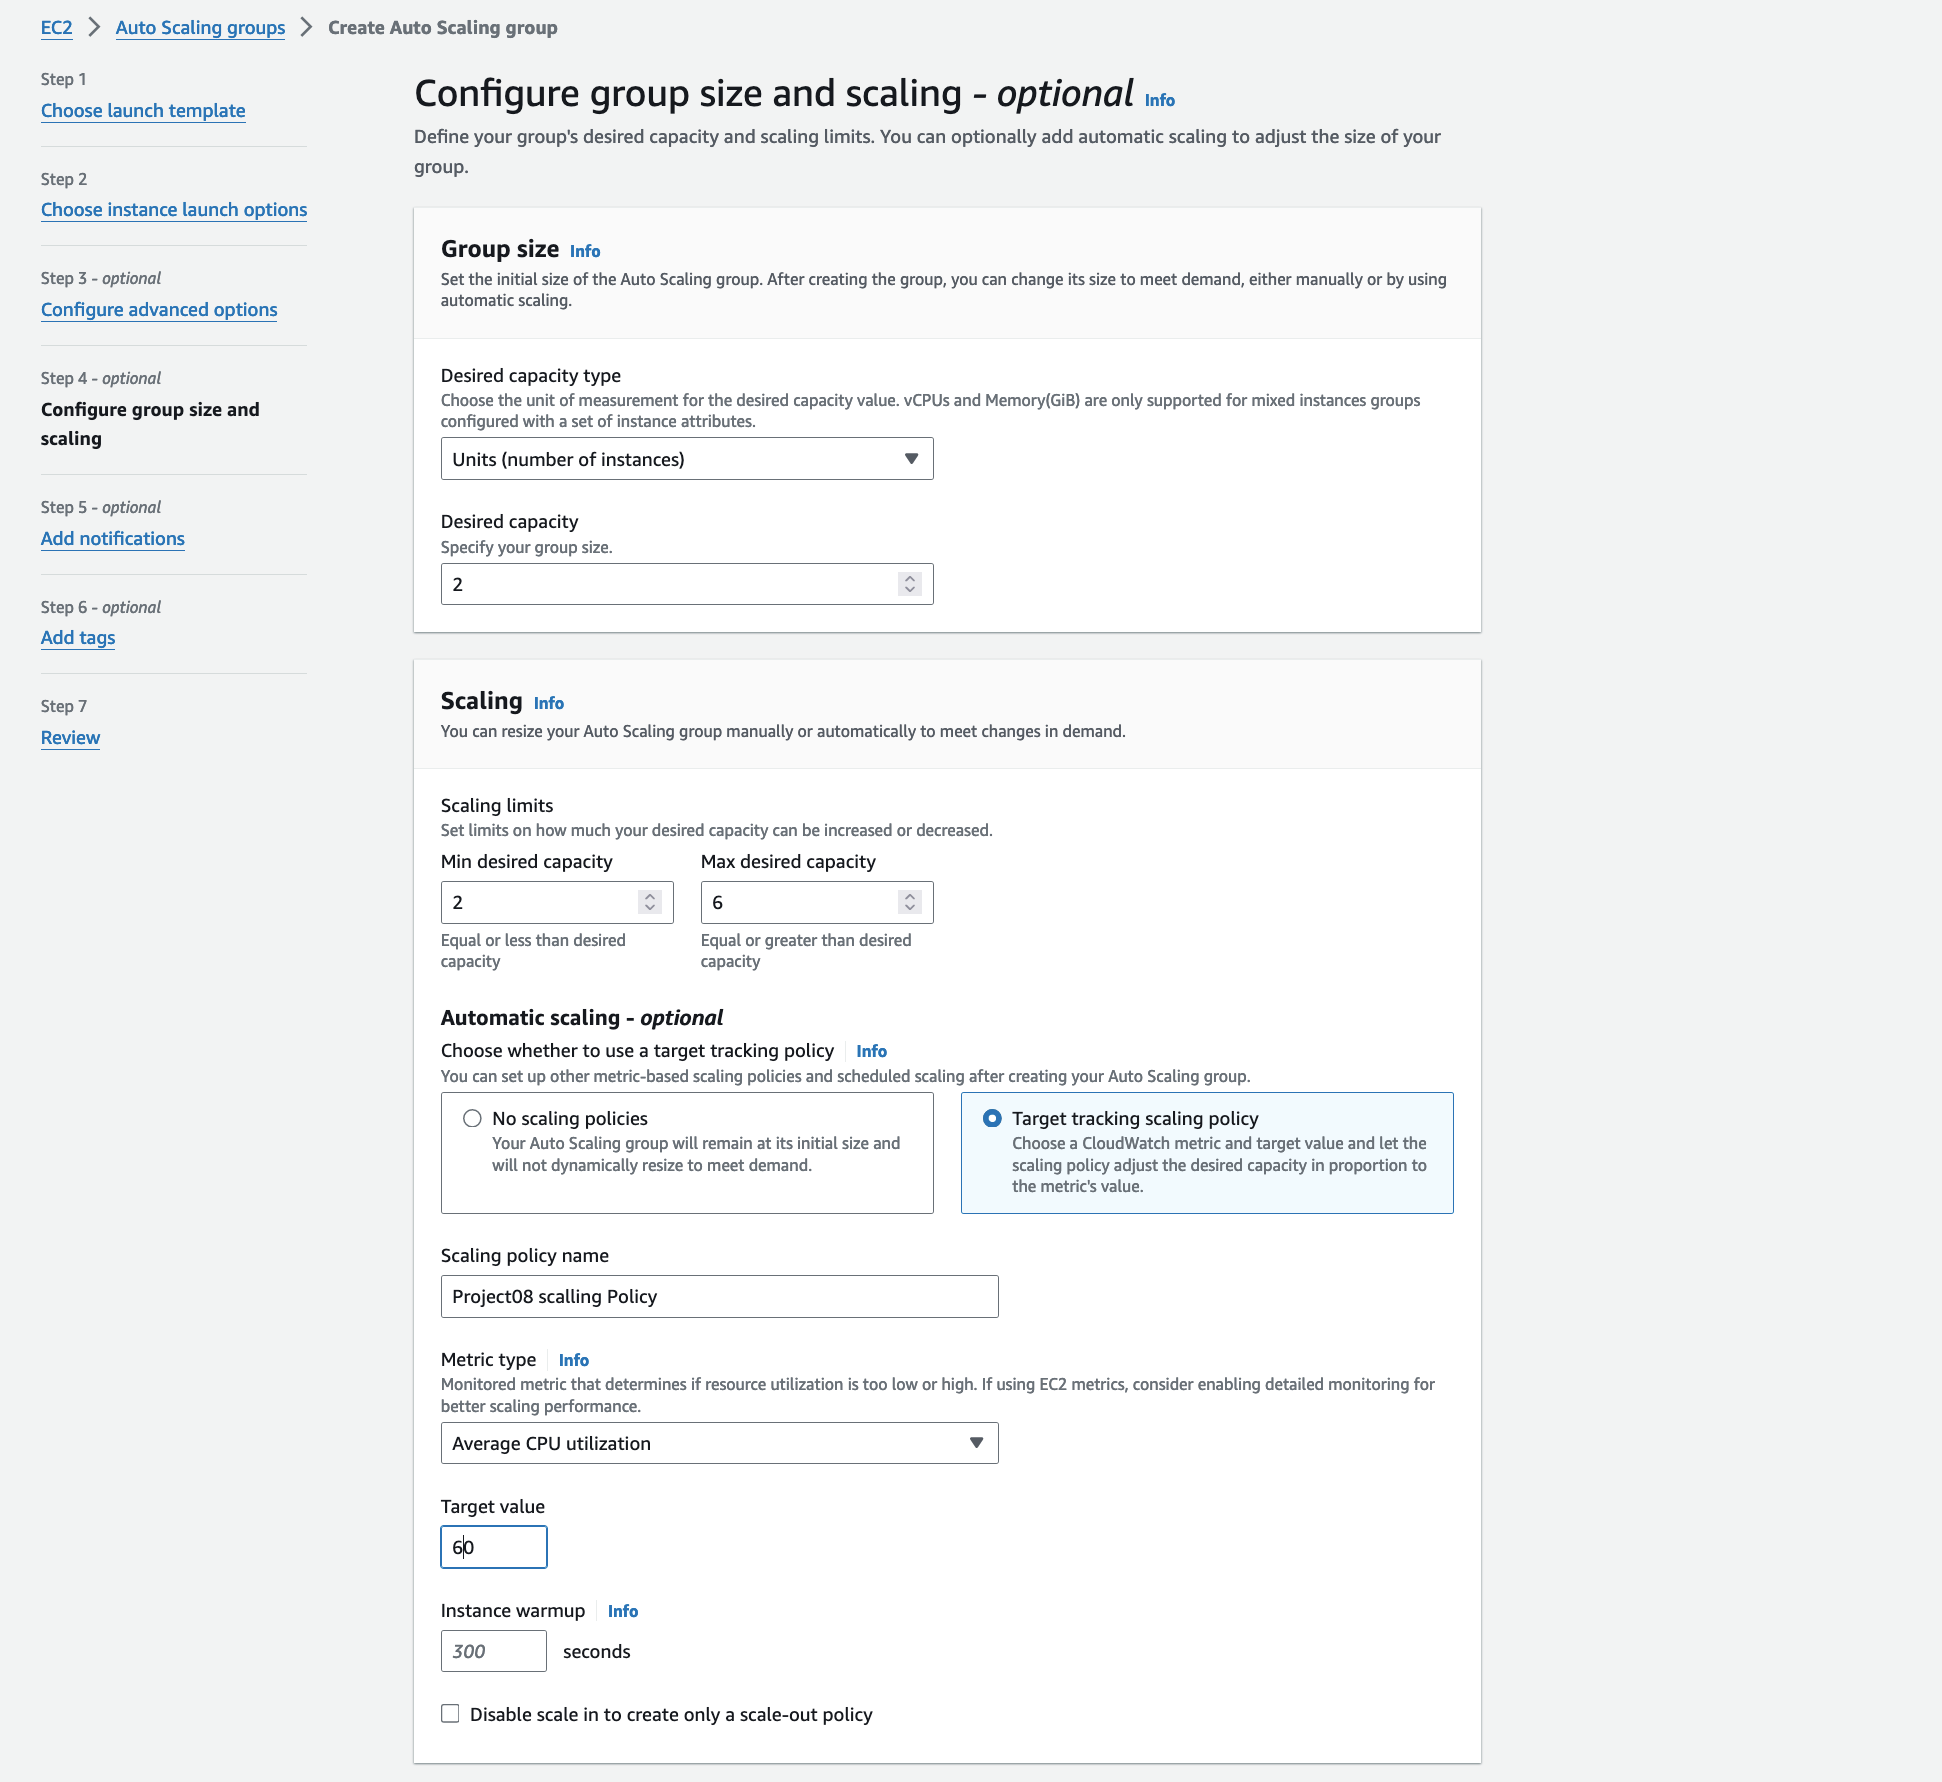 EC2 > Auto Scaling groups > Create Auto Scaling group
Step 1
Choose launch template
Step 2
Choose instance launch options
Step 3 - optional
Configure advanced options
Step 4 - optional
Configure group size and
scaling
Step 5 - optional
Add notifications
Step 6 - optional
Add tags
Step 7
Review
Configure group size and scaling - optional Info
Define your group's desired capacity and scaling limits. You can optionally add automatic scaling to adjust the size of your
group.
Group size Info
Set the initial size of the Auto Scaling group. After creating the group, you can change its size to meet demand, either manually or by using
automatic scaling.
Desired capacity type
Choose the unit of measurement for the desired capacity value. vCPUs and Memory(GiB) are only supported for mixed instances groups
configured with a set of instance attributes.
Units (number of instances)
Desired capacity
Specify your group size.
2
Scaling Info
You can resize your Auto Scaling group manually or automatically to meet changes in demand.
Scaling limits
Set limits on how much your desired capacity can be increased or decreased.
Min desired capacity
2
Equal or less than desired
capacity
Max desired capacity
6
Equal or greater than desired
capacity
Automatic scaling - optional
Choose whether to use a target tracking policy Info
You can set up other metric-based scaling policies and scheduled scaling after creating your Auto Scaling group.
No scaling policies
Your Auto Scaling group will remain at its initial size and
will not dynamically resize to meet demand.
Target tracking scaling policy
Choose a CloudWatch metric and target value and let the
scaling policy adjust the desired capacity in proportion to
the metric's value.
Scaling policy name
Project08 scalling Policy
Metric type Info
Monitored metric that determines if resource utilization is too low or high. If using EC2 metrics, consider enabling detailed monitoring for
better scaling performance.
Average CPU utilization
Target value
60
Instance warmup Info
300 seconds
Disable scale in to create only a scale-out policy